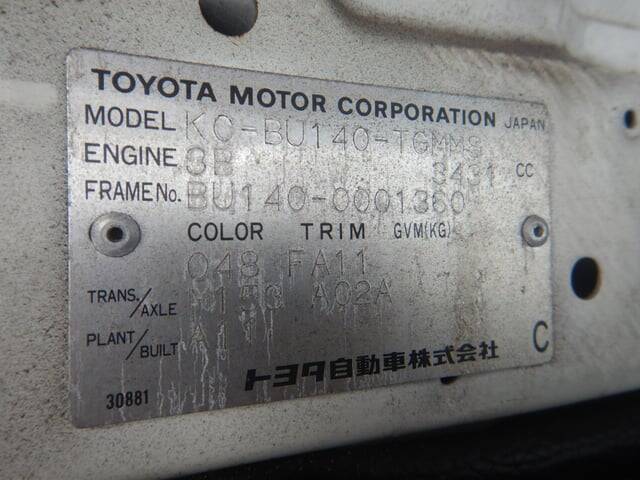 TOYOTA MOTOR CORPORATION JAPAN
MODEL KC-BU140-TGMMS
ENGINE 3B 3431 CC
FRAME No. BU140-0001360
COLOR TRIM GVM(KG)
048 FA11
TRANS./AXLE A02A
PLANT/BUILT
トヨタ自動車株式会社 C
30881